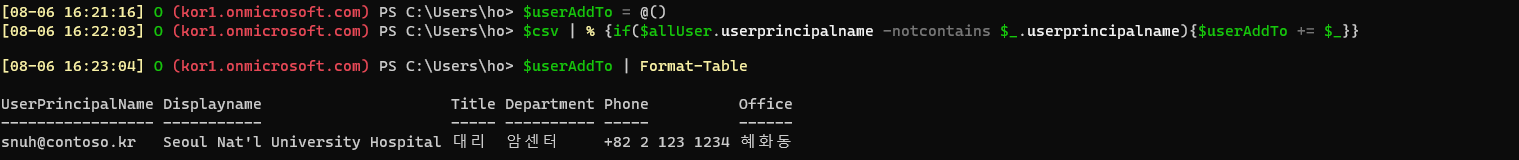 [08-06 16:21:16] O (kor1.onmicrosoft.com) PS C:\Users\ho> $userAddTo = @()
[08-06 16:22:03] O (kor1.onmicrosoft.com) PS C:\Users\ho> $csv | % {if($allUser.userprincipalname -notcontains $_.userprincipalname){$userAddTo += $_}}
[08-06 16:23:04] O (kor1.onmicrosoft.com) PS C:\Users\ho> $userAddTo | Format-Table
UserPrincipalName Displayname Title Department Phone Office
----------------- ----------- ----- ---------- ----- ------
snuh@contoso.kr Seoul Nat'l University Hospital 대리 암센터 +82 2 123 1234 혜화동